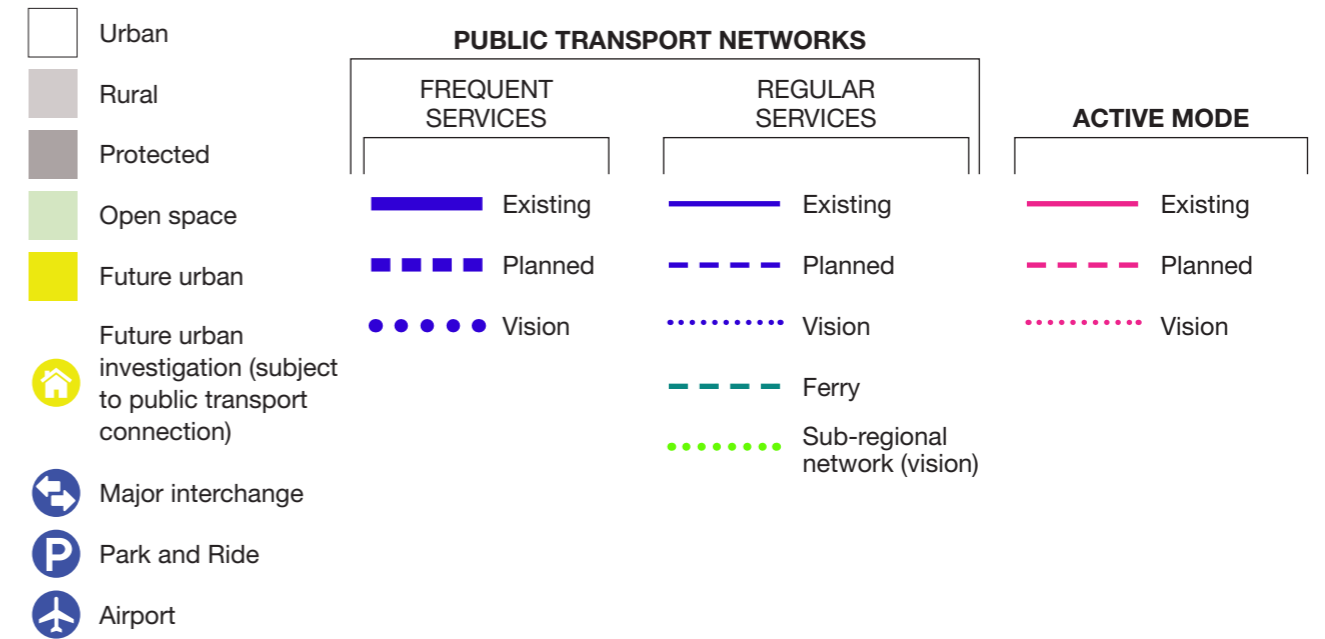 Urban
Rural
Protected
Open space
Future urban
Future urban
investigation (subject
to public transport
connection)
Major interchange
P
Park and Ride
Airport
PUBLIC TRANSPORT NETWORKS
FREQUENT
SERVICES
Existing
Planned
Vision
REGULAR
SERVICES
Existing
Planned
Vision
Ferry
Sub-regional
network (vision)
ACTIVE MODE
Existing
Planned
Vision